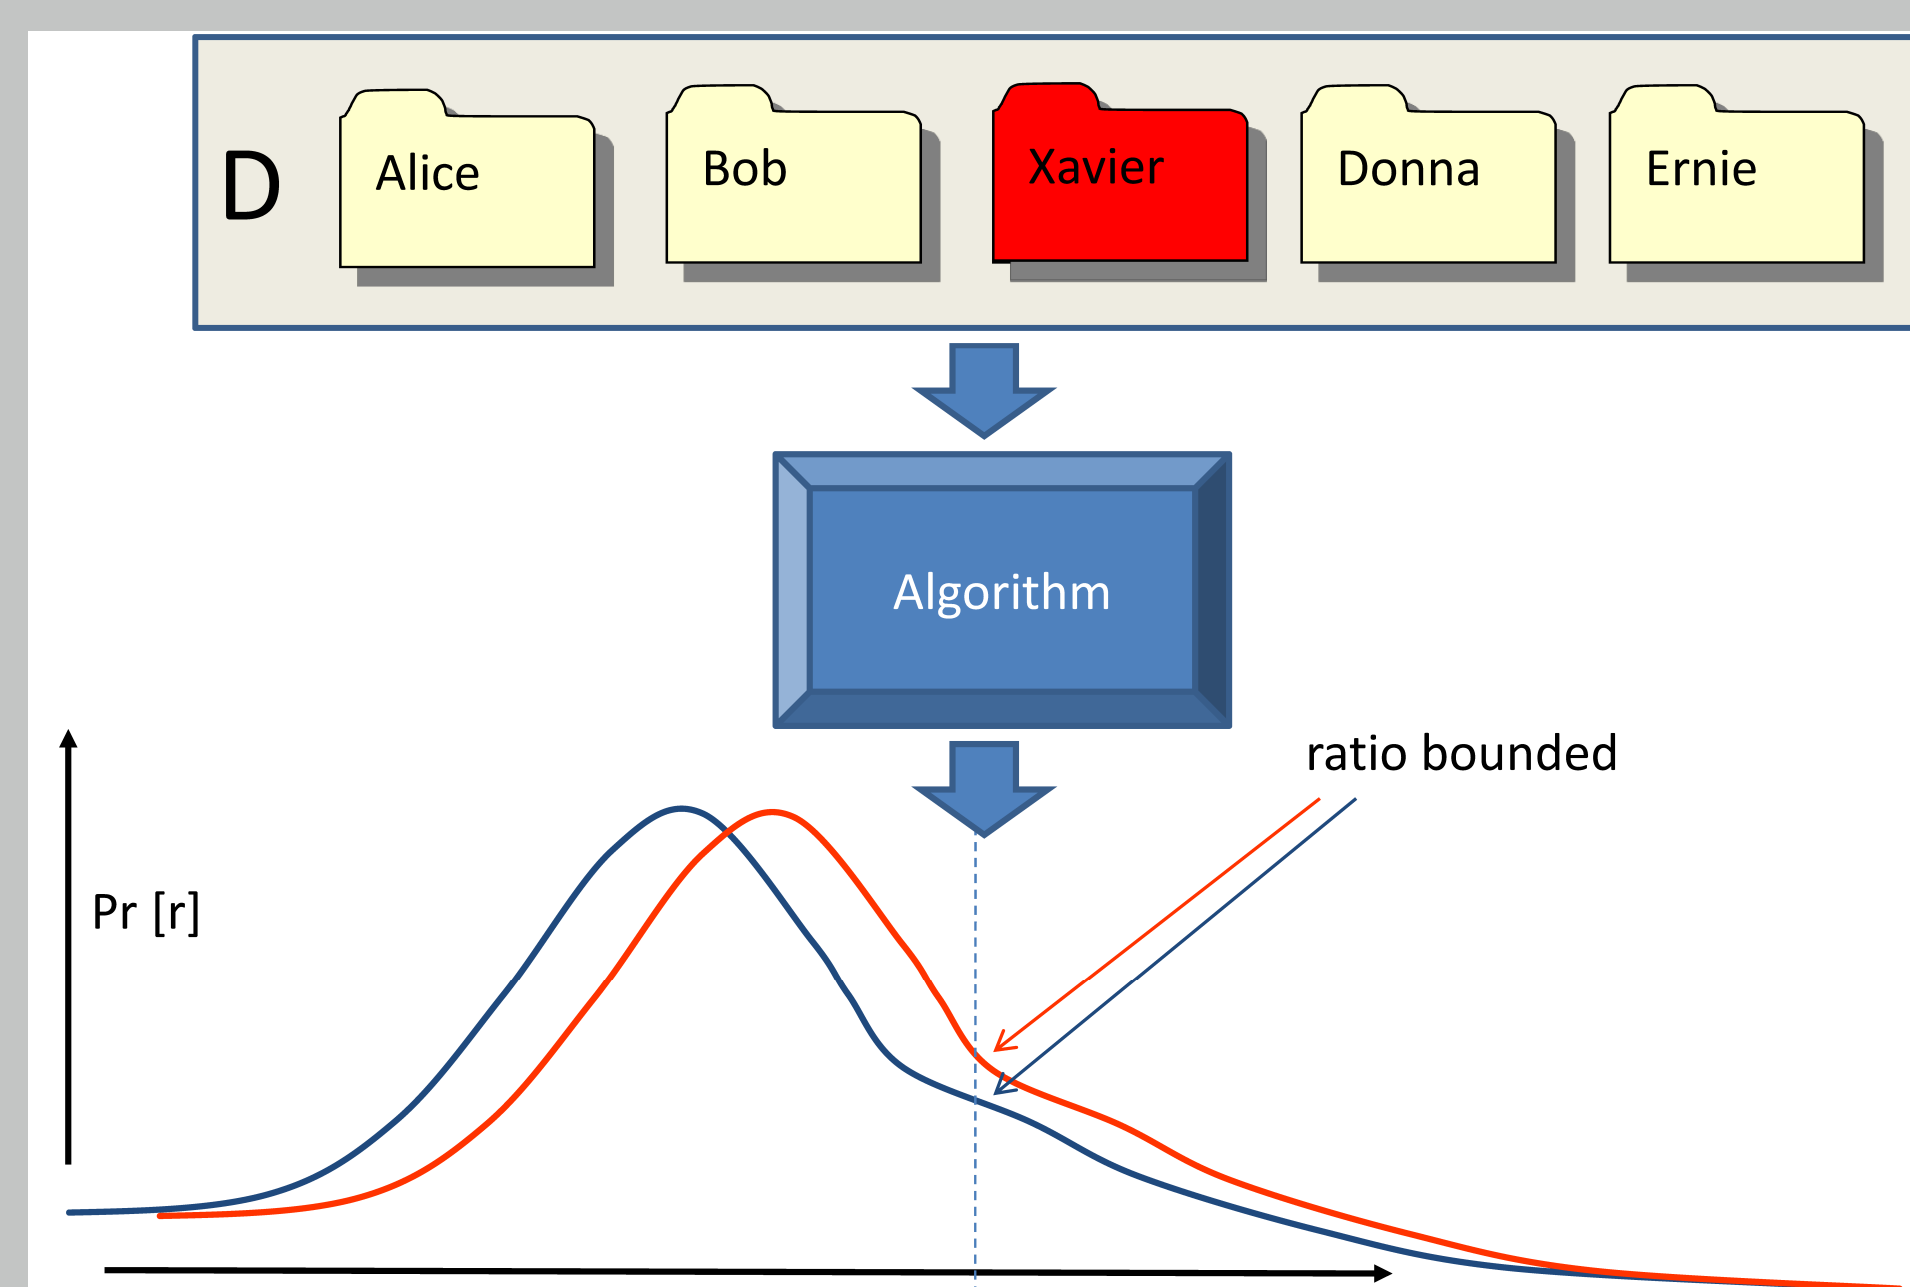 D
Alice
Bob
Xavier
Donna
Ernie
Algorithm
ratio bounded
Pr [r]